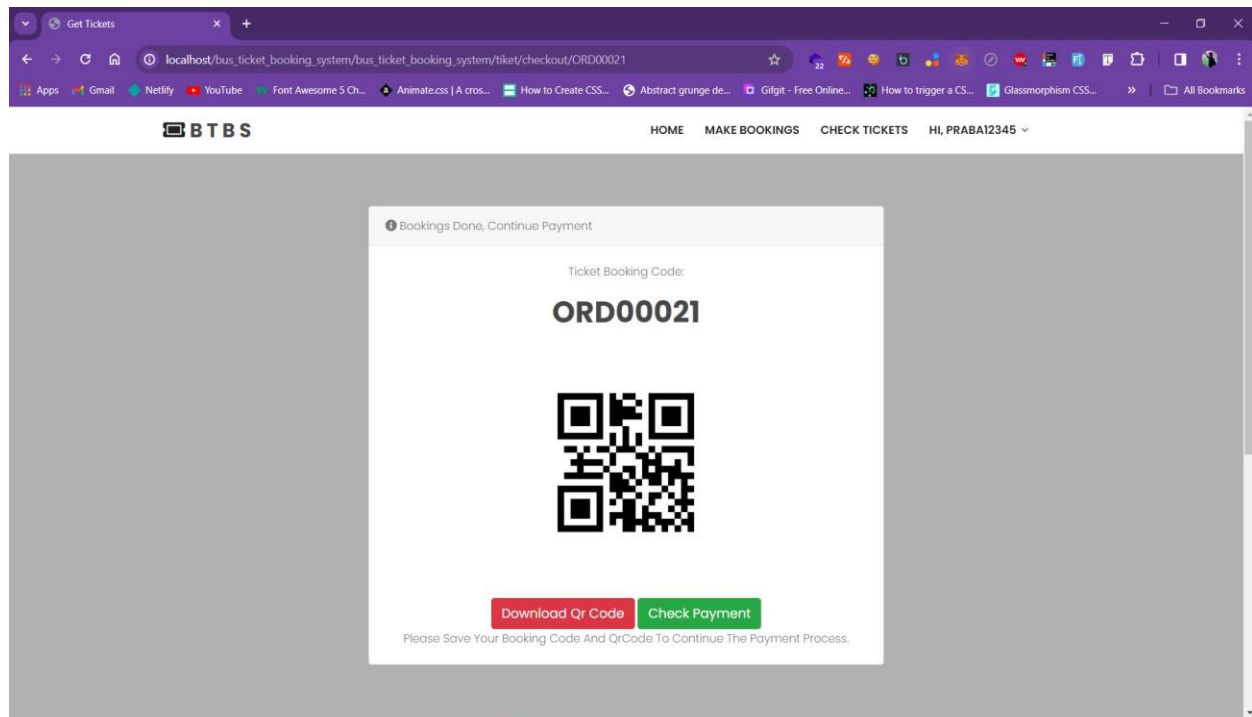 Get Tickets
localhost/bus_ticket_booking_system/bus_ticket_booking_system/tiket/checkout/ORD00021
22
Apps Gmail Netlify YouTube Font Awesome 5 Ch... Animate.css | A cros... How to Create CSS... Abstract grunge de... Gifgit - Free Online... How to trigger a CS... Glassmorphism CSS... » All Bookmarks
BTBS HOME MAKE BOOKINGS CHECK TICKETS HI, PRABA12345
Bookings Done, Continue Payment
Ticket Booking Code:
ORD00021
Download Qr Code Check Payment
Please Save Your Booking Code And QrCode To Continue The Payment Process.